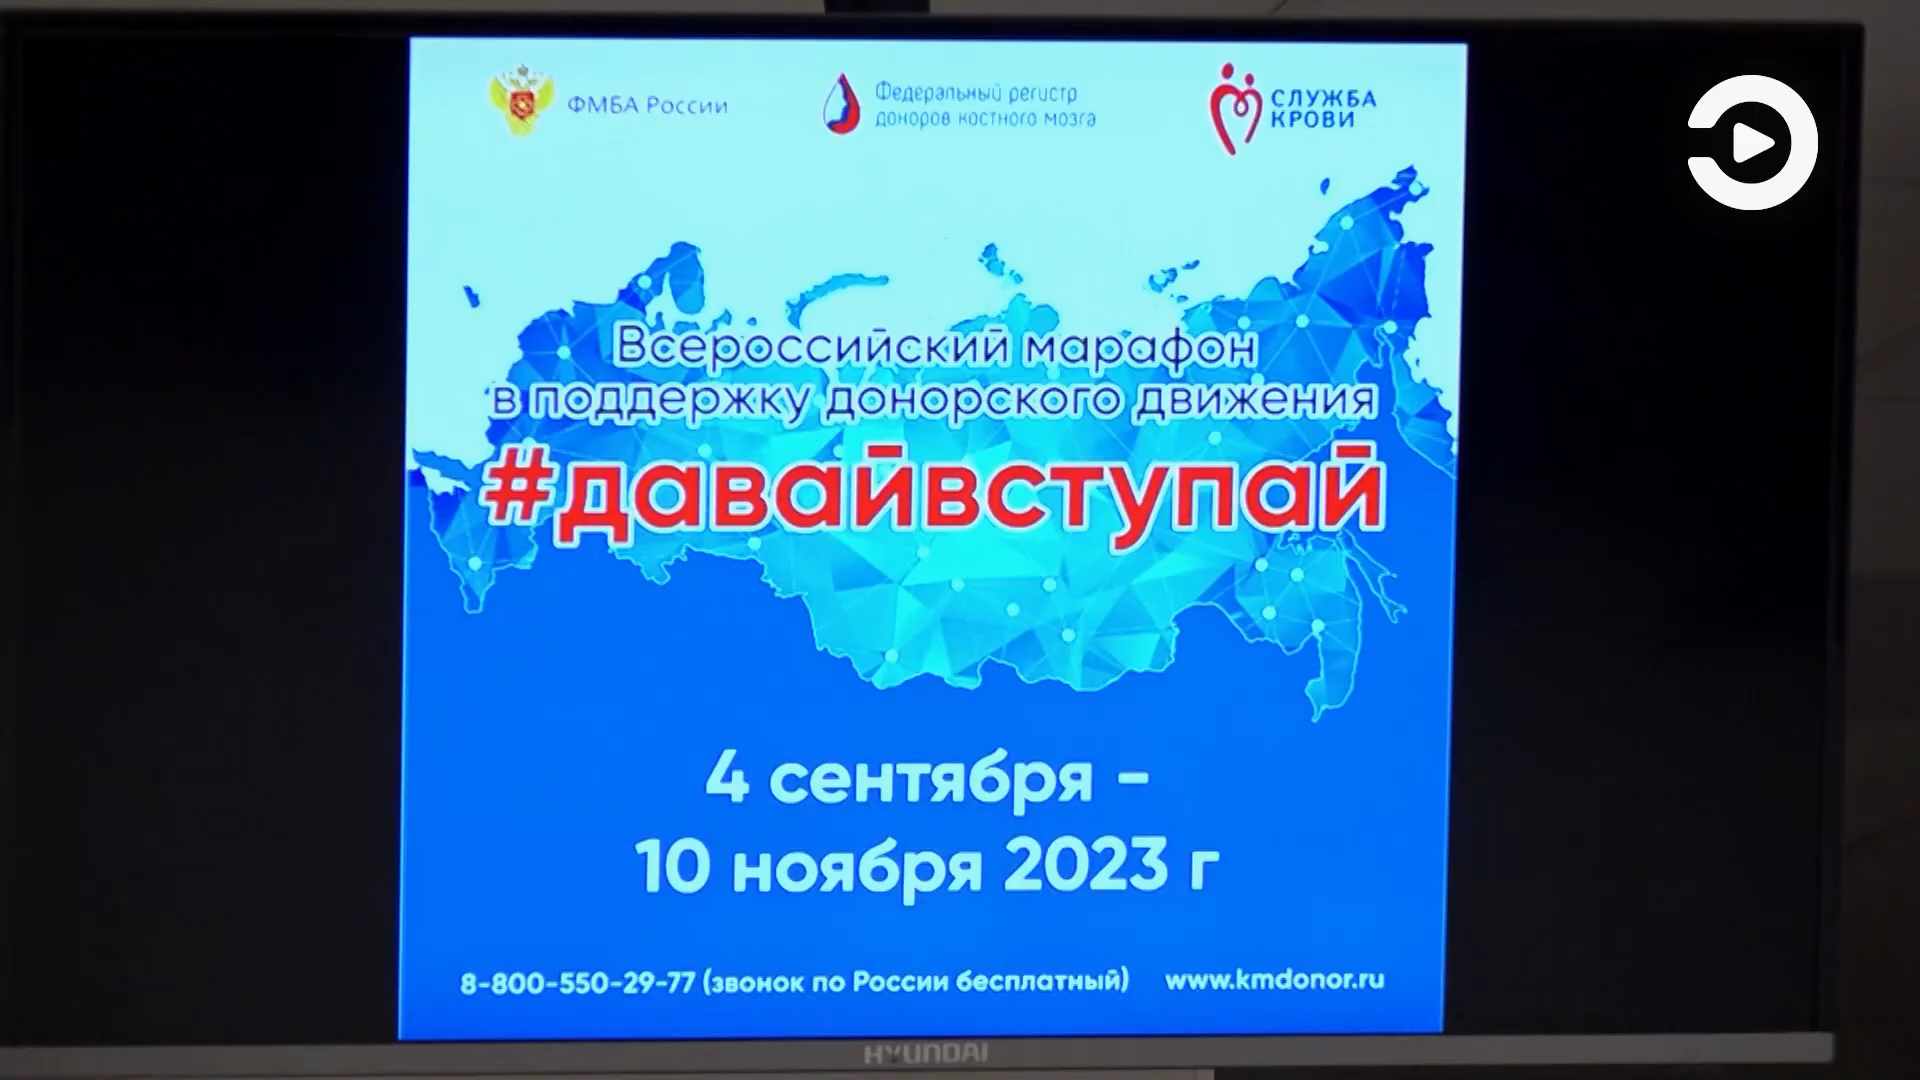 ФМБА России
Федеральный регистр
доноров костного мозга
СЛУЖБА
КРОВИ
Всероссийский марафон
в поддержку донорского движения
#давайвступай
4 сентября -
10 ноября 2023 г
8-800-550-29-77 (звонок по России бесплатный) www.kmdonor.ru
HYUNDAI